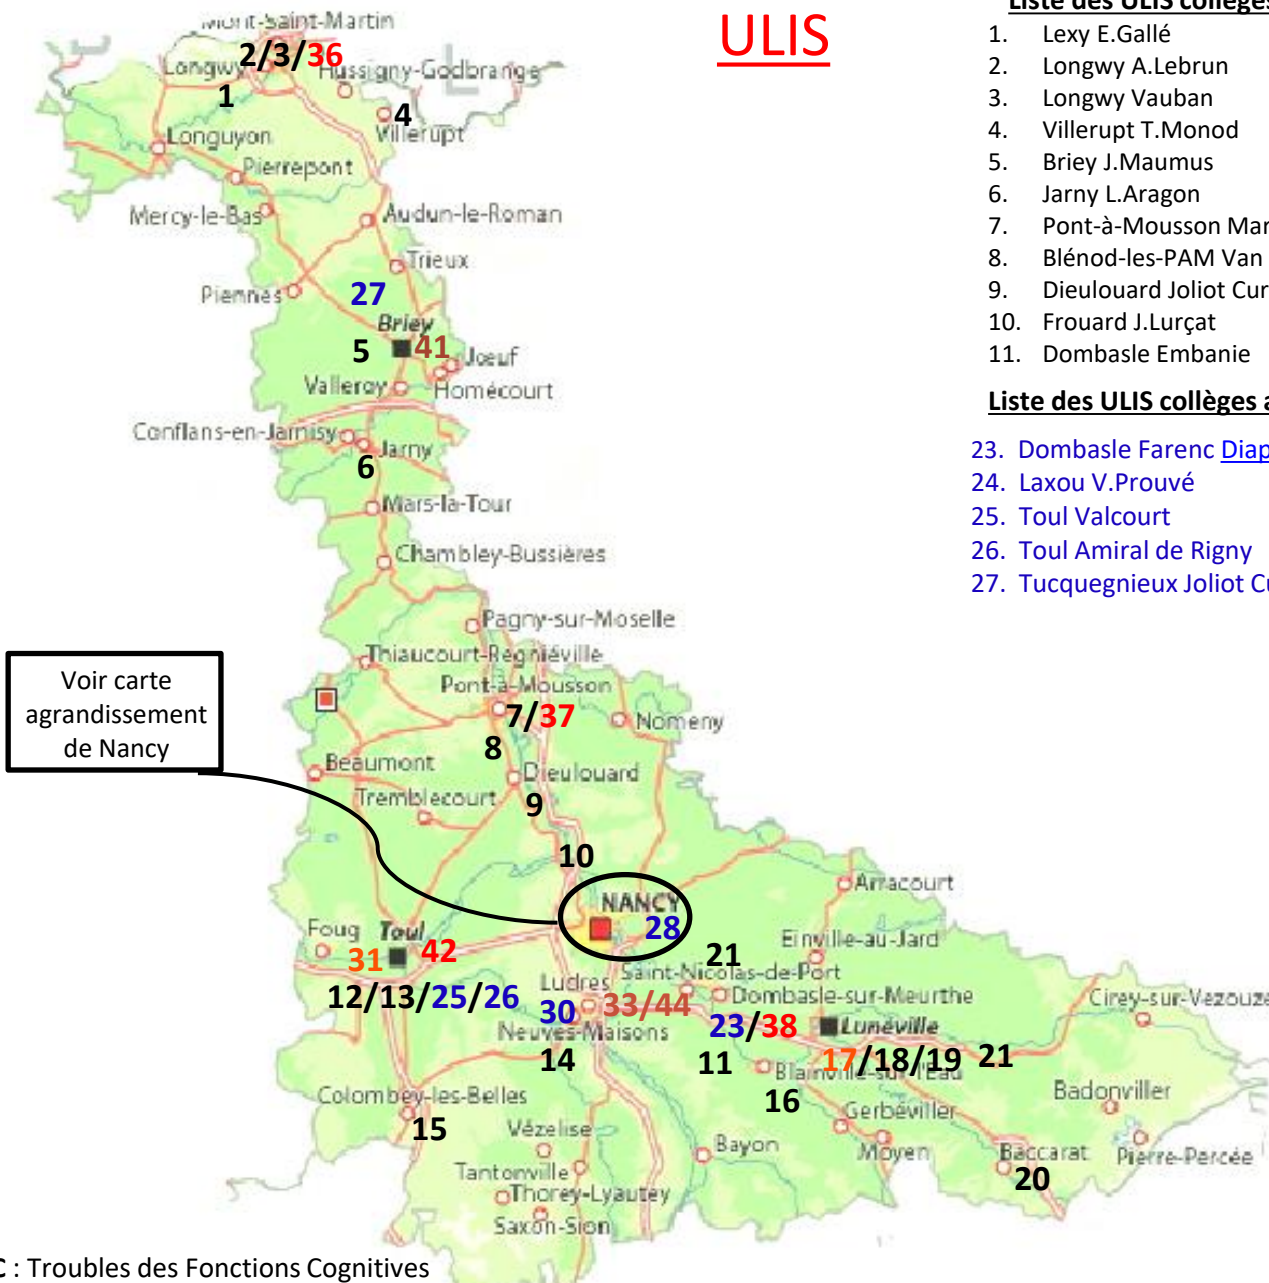 ULIS
Liste des ULIS collèges
1. Lexy E.Gallé
2. Longwy A.Lebrun
3. Longwy Vauban
4. Villerupt T.Monod
5. Briey J.Maumus
6. Jarny L.Aragon
7. Pont-à-Mousson Mar
8. Blénod-les-PAM Van
9. Dieulouard Joliot Cur
10. Frouard J.Lurçat
11. Dombasle Embanie
Liste des ULIS collèges a
23. Dombasle Farenc Diap
24. Laxou V.Prouvé
25. Toul Valcourt
26. Toul Amiral de Rigny
27. Tucquegnieux Joliot Cu
Mont-Saint-Martin
2/3/36
Longwy
Hussigny-Godbrange
1
4
Villerupt
Longuyon
Pierrepont
Mercy-le-Bas
Audun-le-Roman
Trieux
Piennes
27
Briey
5
41
Jœuf
Valleroy
Homécourt
Conflans-en-Jarnisy
Jarny
6
Mars-la-Tour
Chambley-Bussières
Pagny-sur-Moselle
Thiaucourt-Regniéville
Voir carte
agrandissement
de Nancy
Pont-à-Mousson
7/37
Nomeny
8
Beaumont
Dieulouard
Tremblecourt
9
10
Arracourt
NANCY
28
Foug
Toul
42
31
Einville-au-Jard
21
12/13/25/26
Ludres
Saint-Nicolas-de-Port
30
33/44
Dombasle-sur-Meurthe
Cirey-sur-Vezouze
23/38
Lunéville
Neuves-Maisons
14
11
17/18/19
21
Blainville-sur-l'Eau
16
Badonviller
Colombey-les-Belles
15
Gerbéviller
Vézelise
Bayon
Moyen
Baccarat
Pierre-Percée
20
Tantonville
Thorey-Lyautey
Saxon-Sion
C : Troubles des Fonctions Cognitives